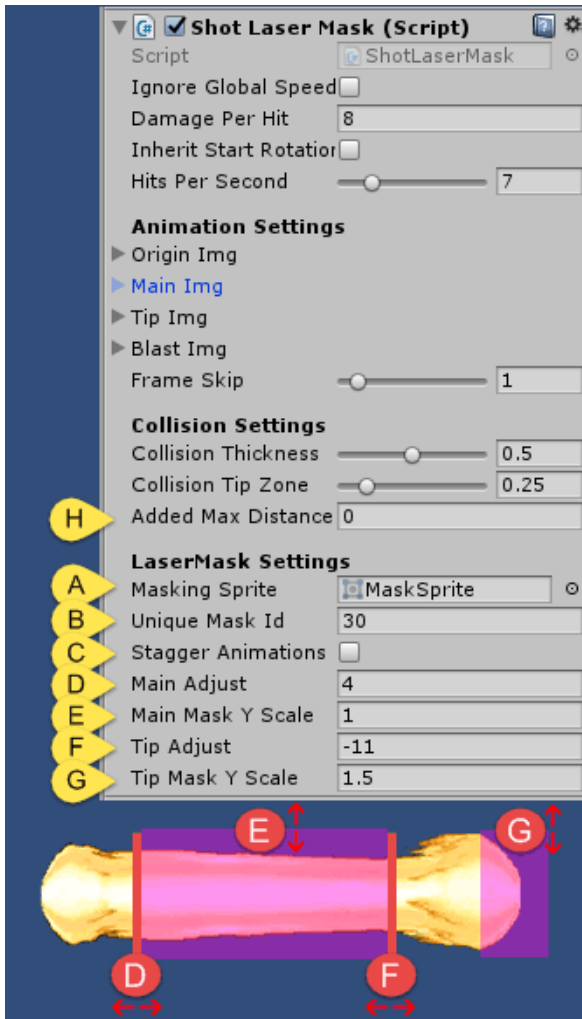 Shot Laser Mask (Script)
Script ShotLaserMask
Ignore Global Speed
Damage Per Hit 8
Inherit Start Rotation
Hits Per Second 7
Animation Settings
Origin Img
Main Img
Tip Img
Blast Img
Frame Skip 1
Collision Settings
Collision Thickness 0.5
Collision Tip Zone 0.25
H Added Max Distance 0
LaserMask Settings
A Masking Sprite MaskSprite
B Unique Mask Id 30
C Stagger Animations
D Main Adjust 4
E Main Mask Y Scale 1
F Tip Adjust -11
G Tip Mask Y Scale 1.5
E G
D F